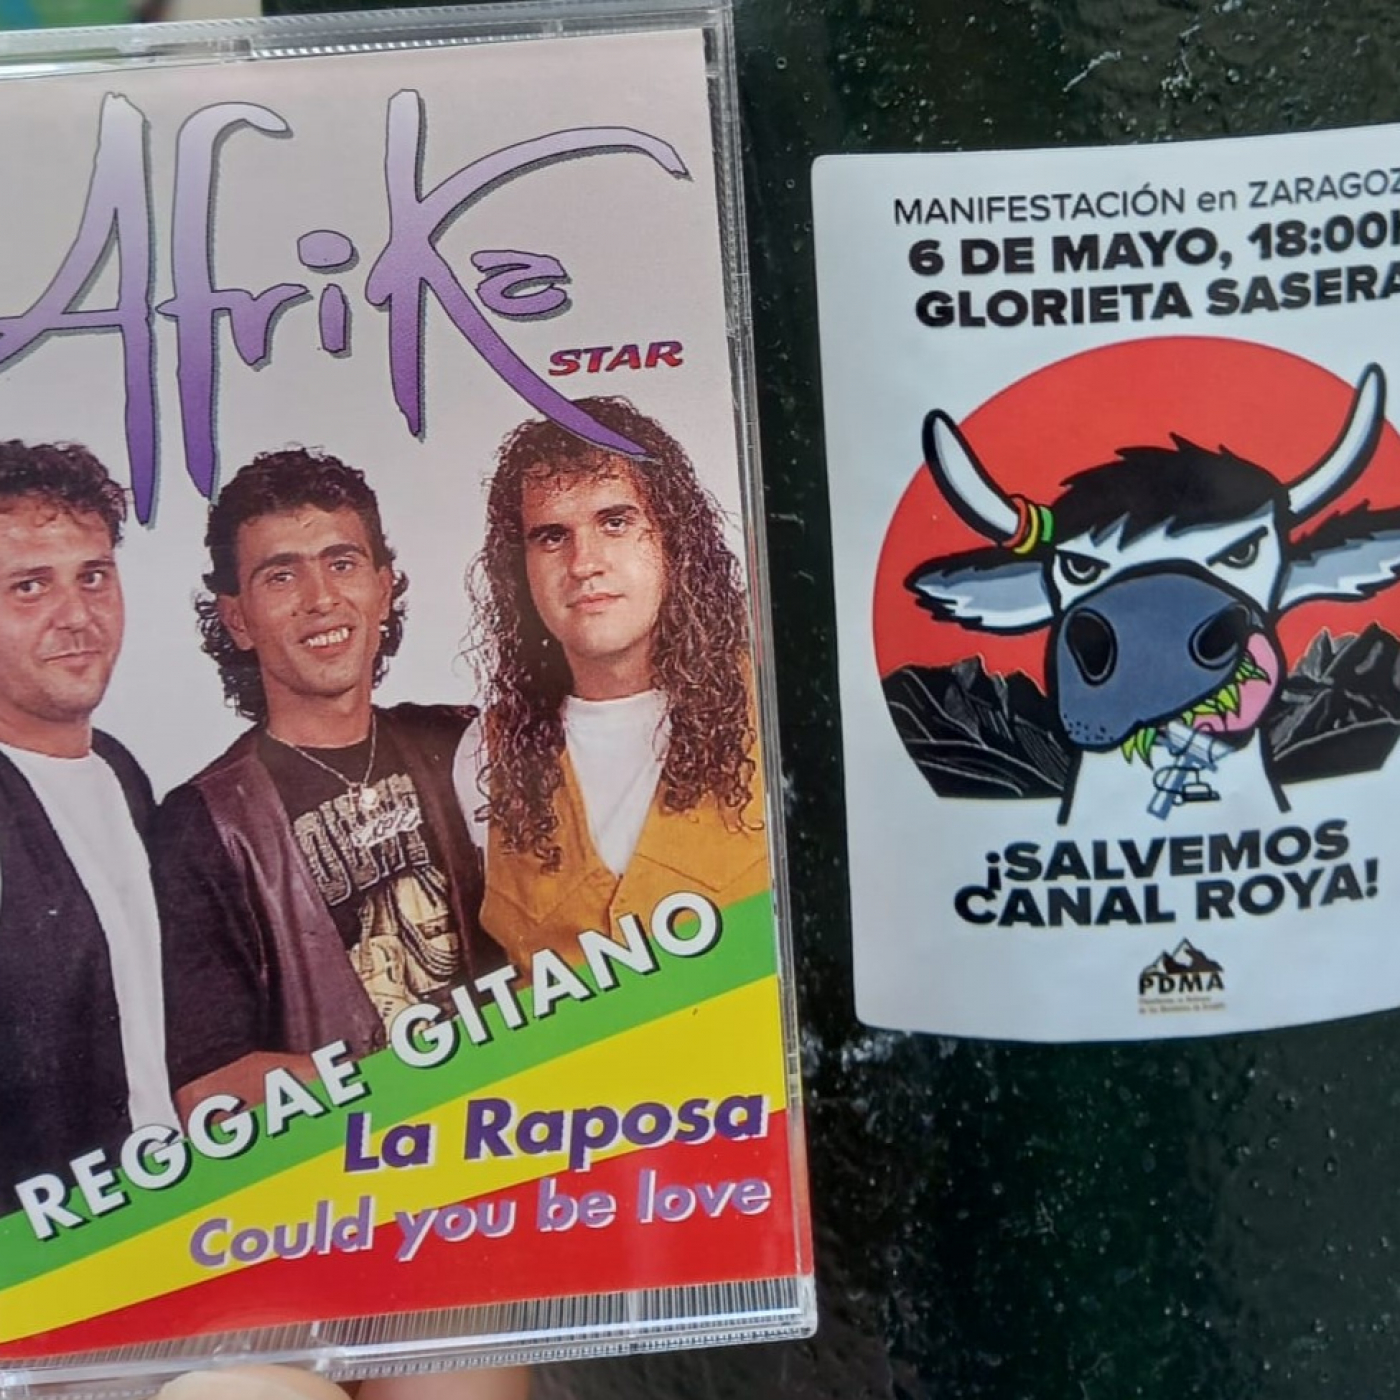 Afrika
STAR
REGGAE GITANO
La Raposa
Could you be love
MANIFESTACIÓN en ZARAGOZ
6 DE MAYO, 18:00
GLORIETA SASERA
¡SALVEMOS
CANAL ROYA!
PDMA